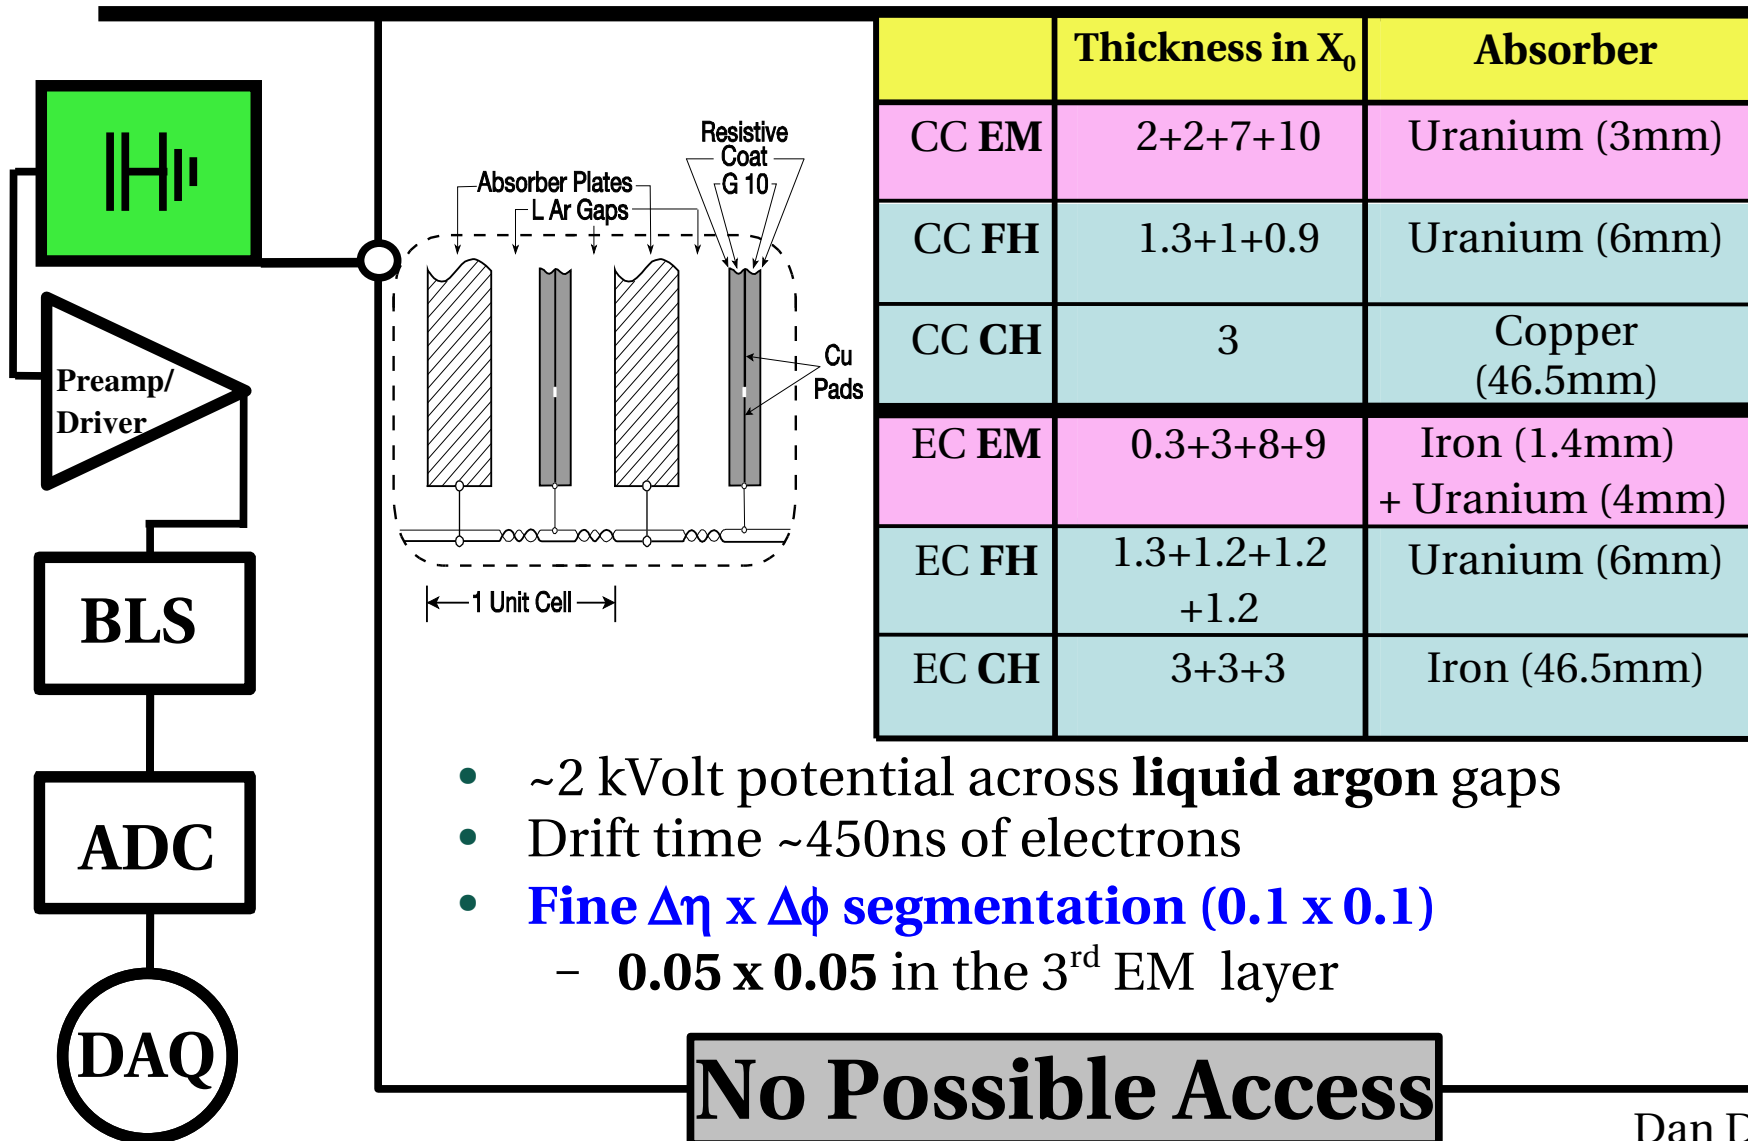 Thickness in X0 Absorber
CC EM 2+2+7+10 Uranium (3mm)
CC FH 1.3+1+0.9 Uranium (6mm)
CC CH 3 Copper
(46.5mm)
EC EM 0.3+3+8+9 Iron (1.4mm)
+ Uranium (4mm)
EC FH 1.3+1.2+1.2 Uranium (6mm)
+1.2
EC CH 3+3+3 Iron (46.5mm)
Resistive
Coat
G 10
Absorber Plates
L Ar Gaps
Cu
Pads
1 Unit Cell
Preamp/
Driver
BLS
ADC
DAQ
• ~2 kVolt potential across liquid argon gaps
• Drift time ~450ns of electrons
• Fine Δη x Δϕ segmentation (0.1 x 0.1)
– 0.05 x 0.05 in the 3rd EM layer
No Possible Access
Dan D